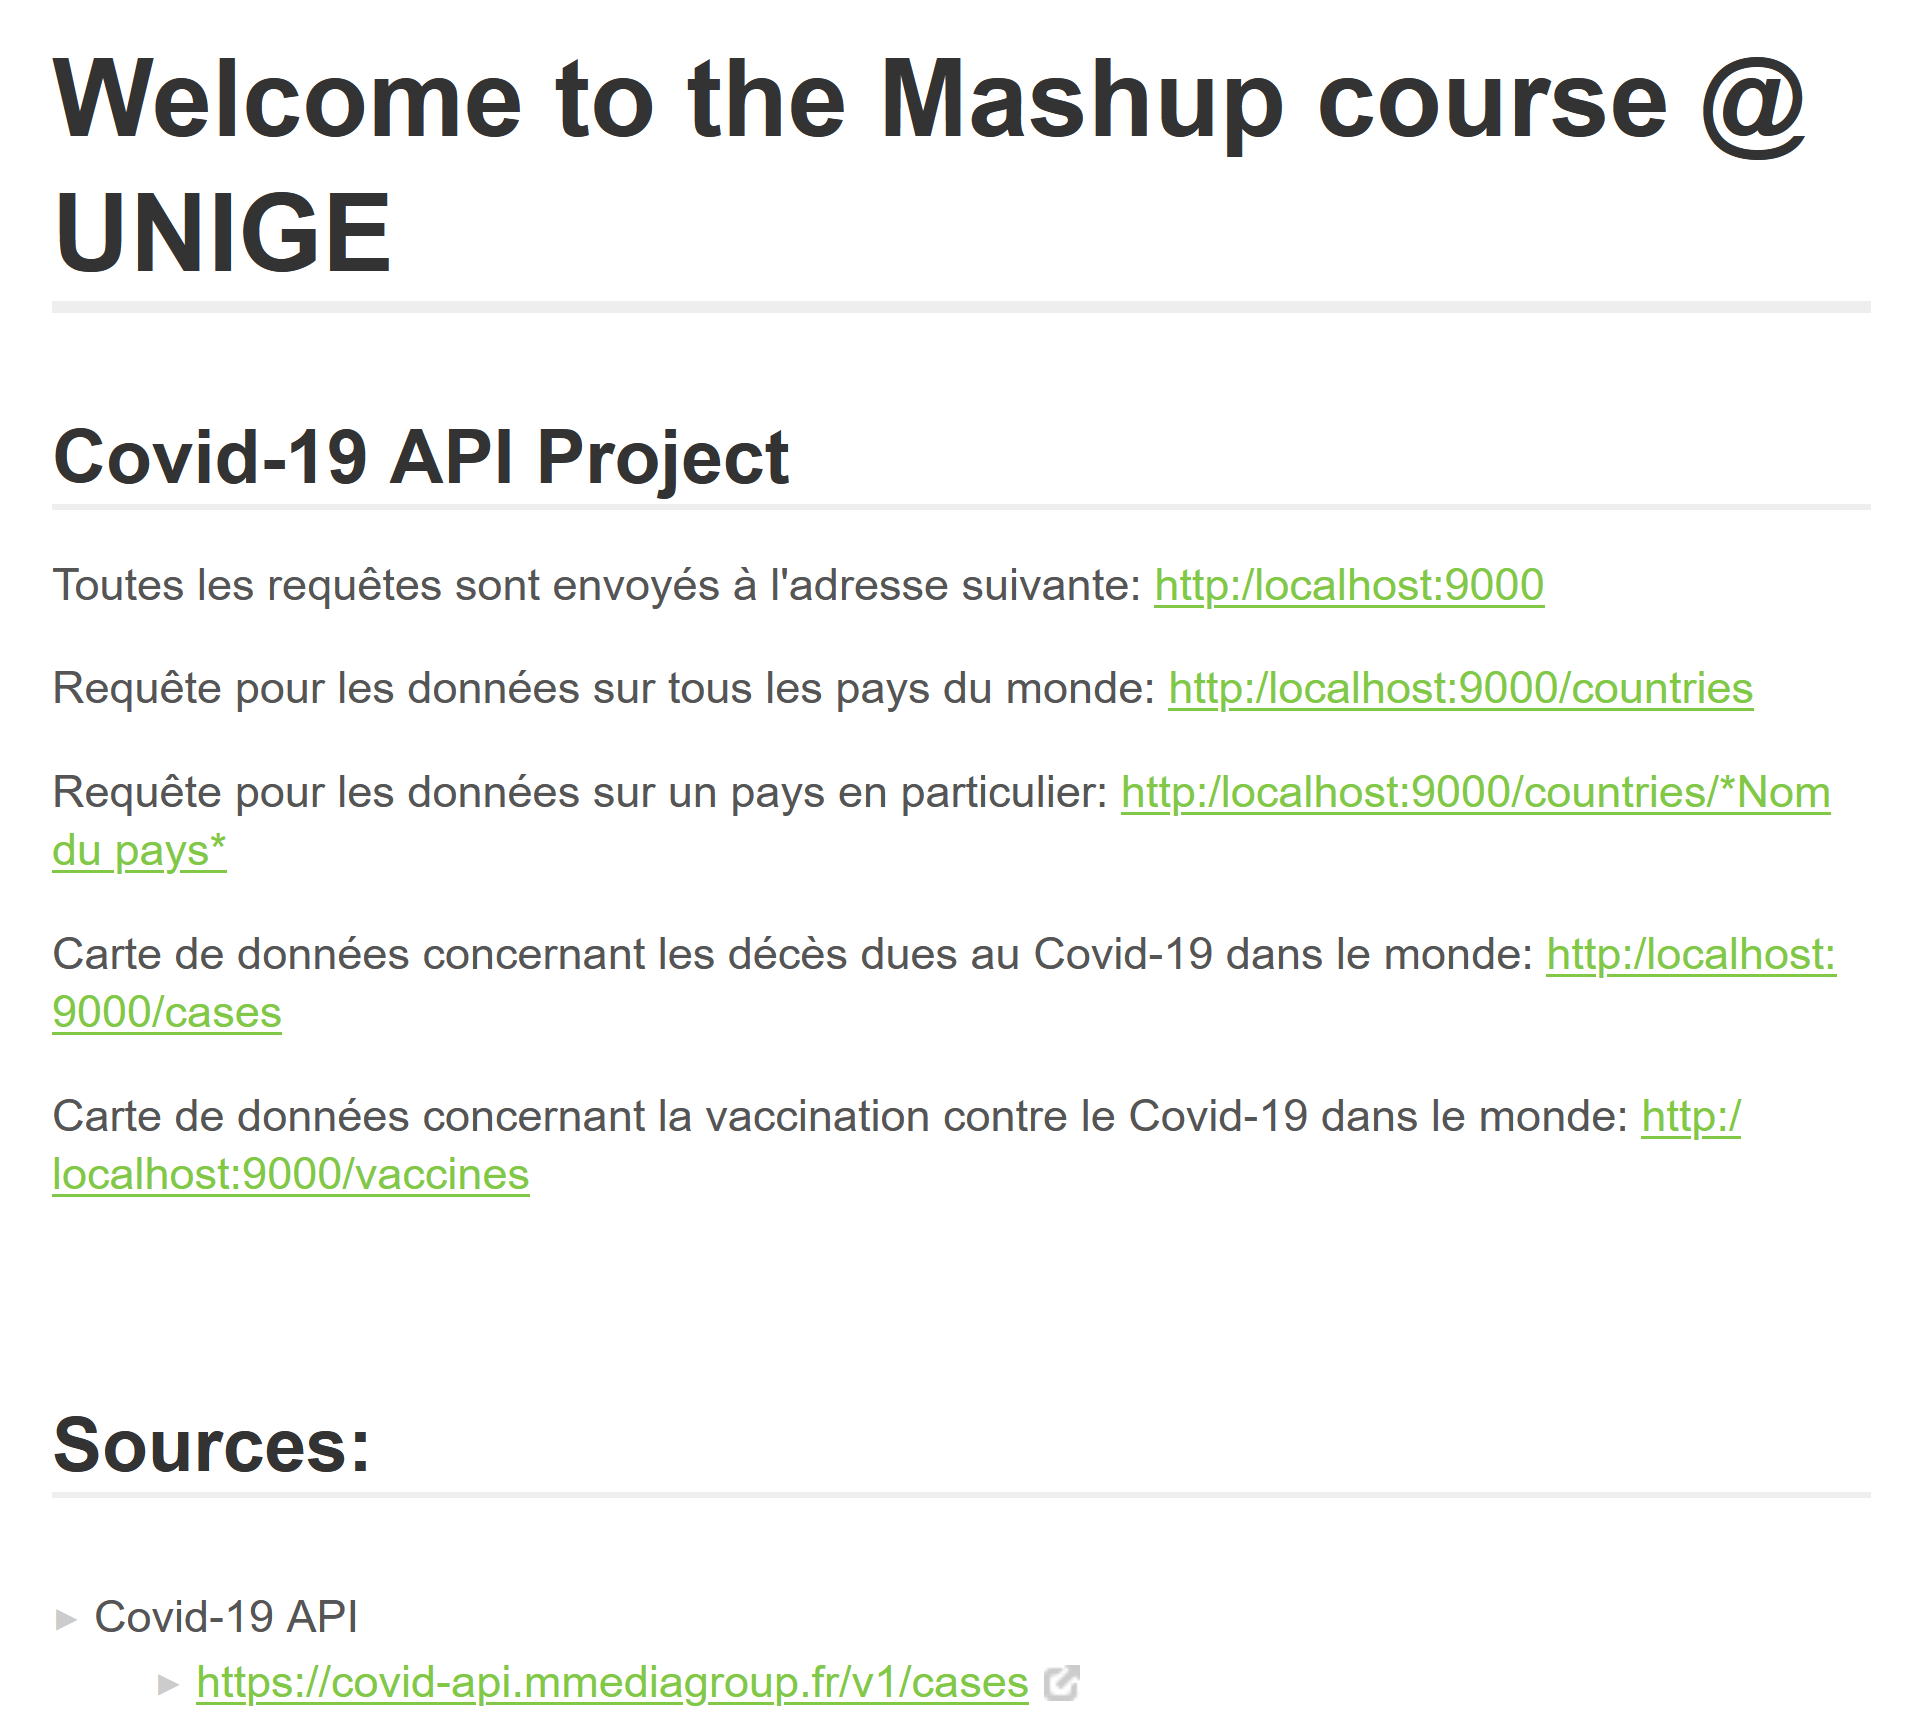 Welcome to the Mashup course @
UNIGE
Covid-19 API Project
Toutes les requêtes sont envoyés à l'adresse suivante: http:/localhost:9000
Requête pour les données sur tous les pays du monde: http:/localhost:9000/countries
Requête pour les données sur un pays en particulier: http:/localhost:9000/countries/*Nom
du pays*
Carte de données concernant les décès dues au Covid-19 dans le monde: http:/localhost:
9000/cases
Carte de données concernant la vaccination contre le Covid-19 dans le monde: http:/
localhost:9000/vaccines
Sources:
Covid-19 API
https://covid-api.mmediagroup.fr/v1/cases